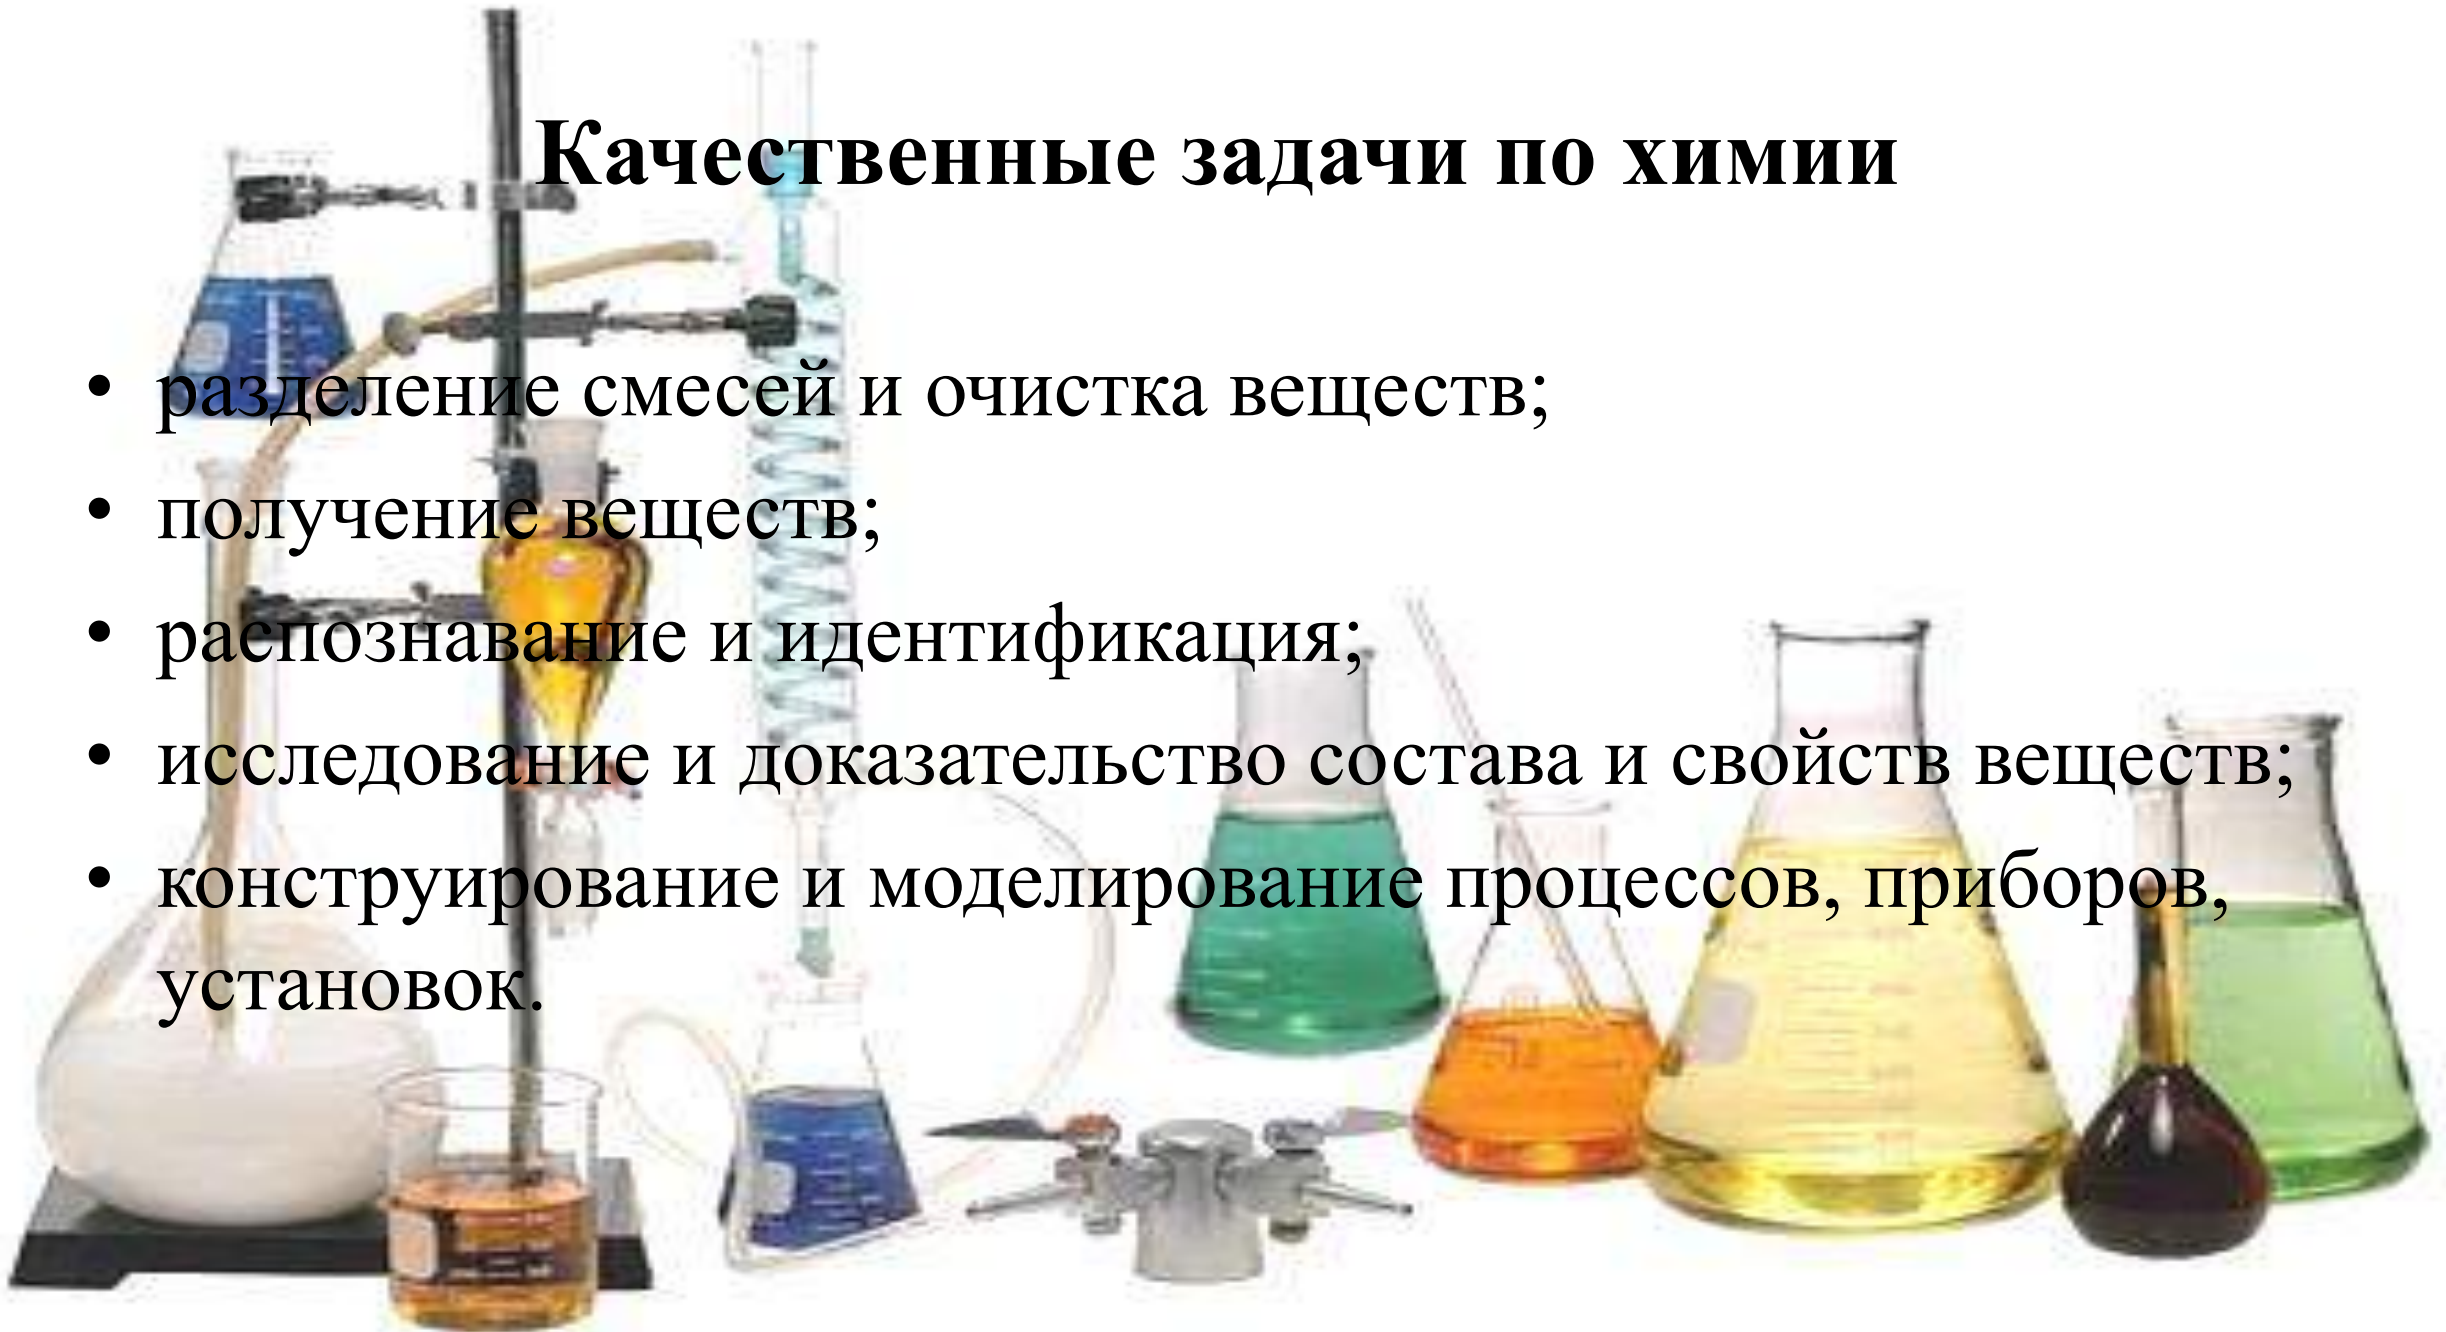 Качественные задачи по химии
• разделение смесей и очистка веществ;
• получение веществ;
• распознавание и идентификация;
• исследование и доказательство состава и свойств веществ;
• конструирование и моделирование процессов, приборов,
установок.